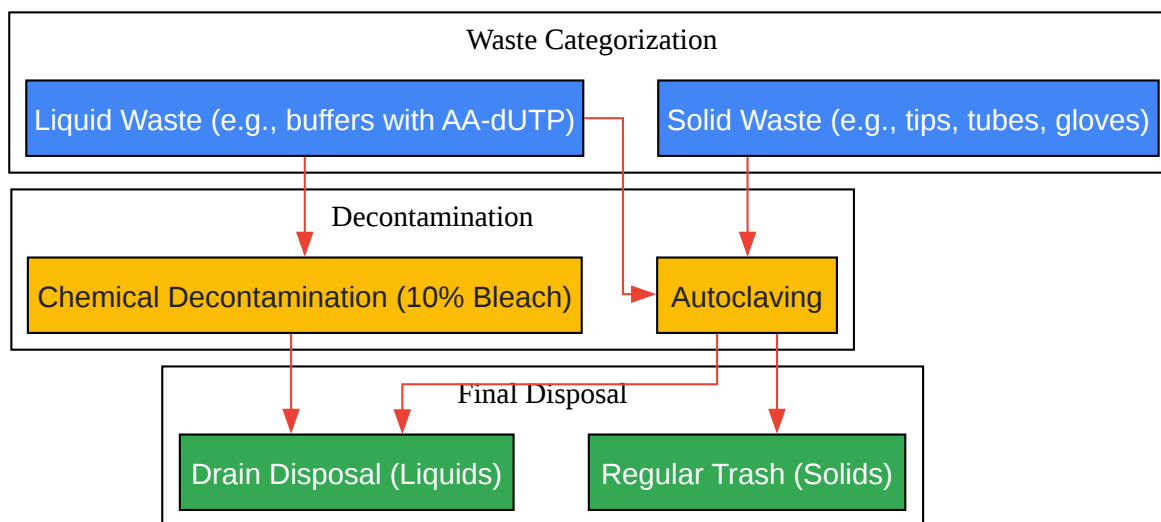 Waste Categorization
Liquid Waste (e.g., buffers with AA-dUTP)
Solid Waste (e.g., tips, tubes, gloves)
Decontamination
Chemical Decontamination (10% Bleach)
Autoclaving
Final Disposal
Drain Disposal (Liquids)
Regular Trash (Solids)